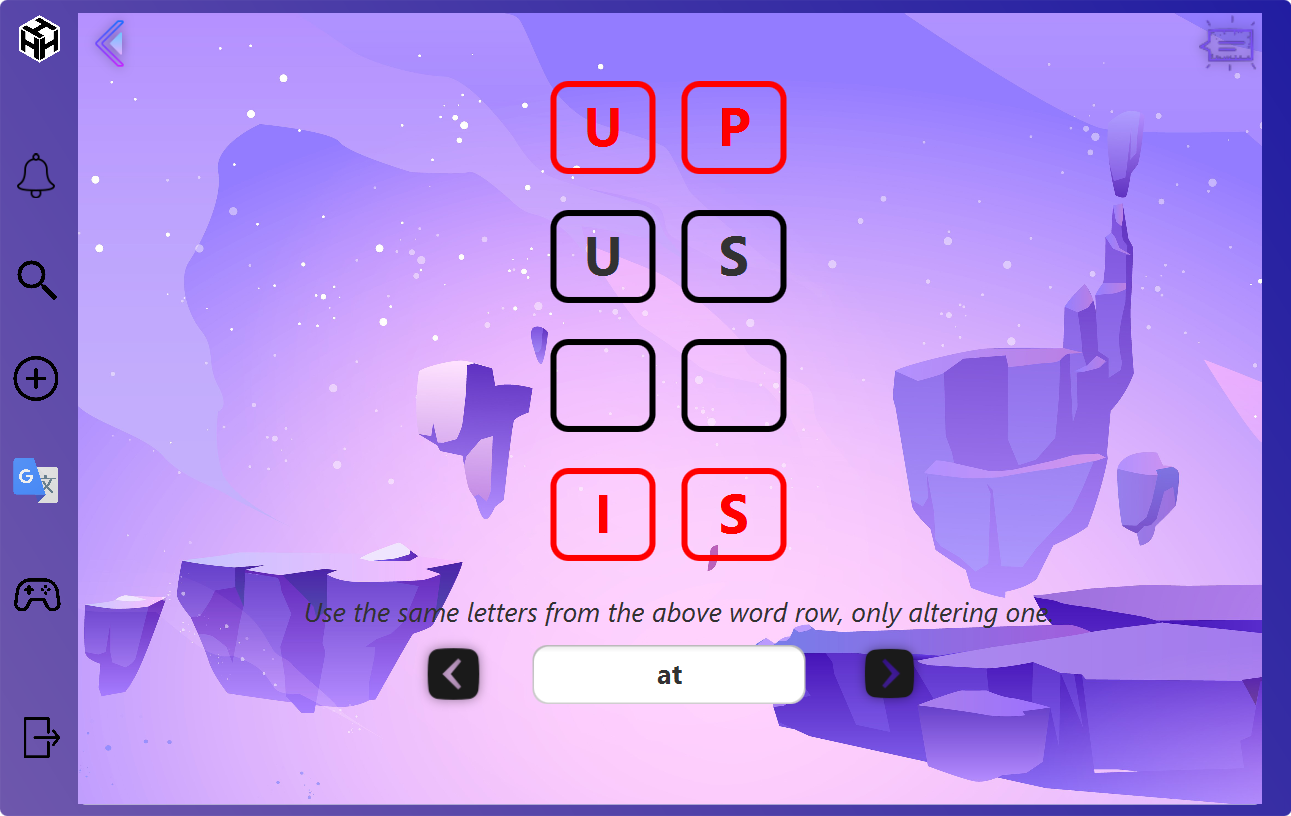 U P
U S
I S
Use the same letters from the above word row, only altering one
at